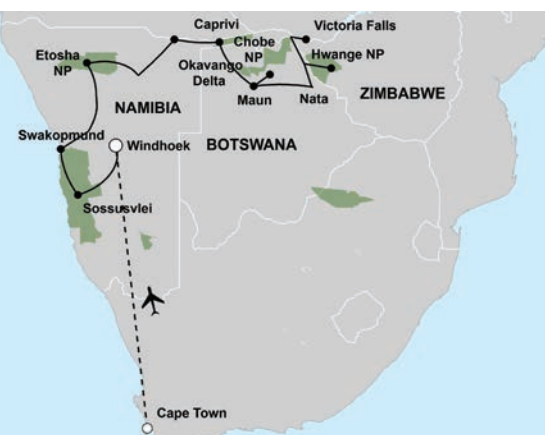 Caprivi
Victoria Falls
Etosha
NP
Chobe
NP
Hwange NP
Okavango
Delta
Maun
Nata
ZIMBABWE
NAMIBIA
Swakopmund
Windhoek
BOTSWANA
Sossusvlei
Cape Town